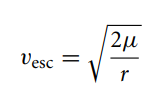 v_esc = √(2μ/r)